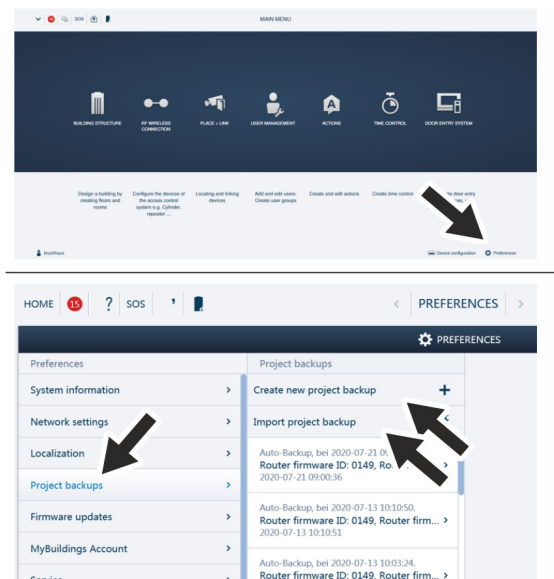 15 SOS MAIN MENU
BUILDING STRUCTURE RF WIRELESS CONNECTION PLACE + LINK USER MANAGEMENT ACTIONS TIME CONTROL DOOR ENTRY SYSTEM
Design a building by creating floors and rooms
Configure the devices of the access control system e.g. Cylinder, repeater ...
Locating and linking devices
Add and edit users. Create user groups
Create and edit actions
Create time control
door entry
Device configuration Preferences
HOME 15 ? SOS ' < PREFERENCES >
PREFERENCES
Preferences Project backups
System information >
Create new project backup +
Network settings >
Import project backup
Localization >
Auto-Backup, bei 2020-07-21
Router firmware ID: 0149, >
2020-07-21 09:00:36
Project backups >
Auto-Backup, bei 2020-07-13 10:10:50.
Router firmware ID: 0149, Router firm... >
2020-07-13 10:10:51
Firmware updates >
MyBuildings Account >
Auto-Backup, bei 2020-07-13 10:03:24.
Router firmware ID: 0149, Router firm... >